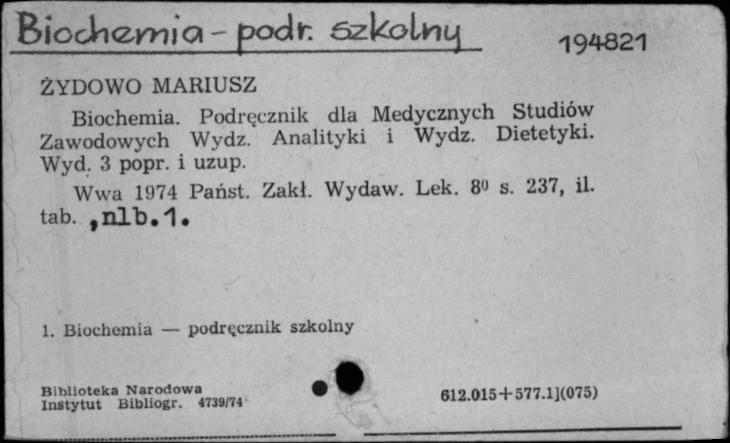 Biochemia - podr. szkolny
194821
ŻYDOWO MARIUSZ
Biochemia. Podręcznik dla Medycznych Studiów
Zawodowych Wydz. Analityki i Wydz. Dietetyki.
Wyd. 3 popr. i uzup.
Wwa 1974 Państ. Zakł. Wydaw. Lek. 8⁰ s. 237, il.
tab. ,nlb.1.
1. Biochemia — podręcznik szkolny
Biblioteka Narodowa
Instytut Bibliogr. 4739/74
612.015+577.1](075)